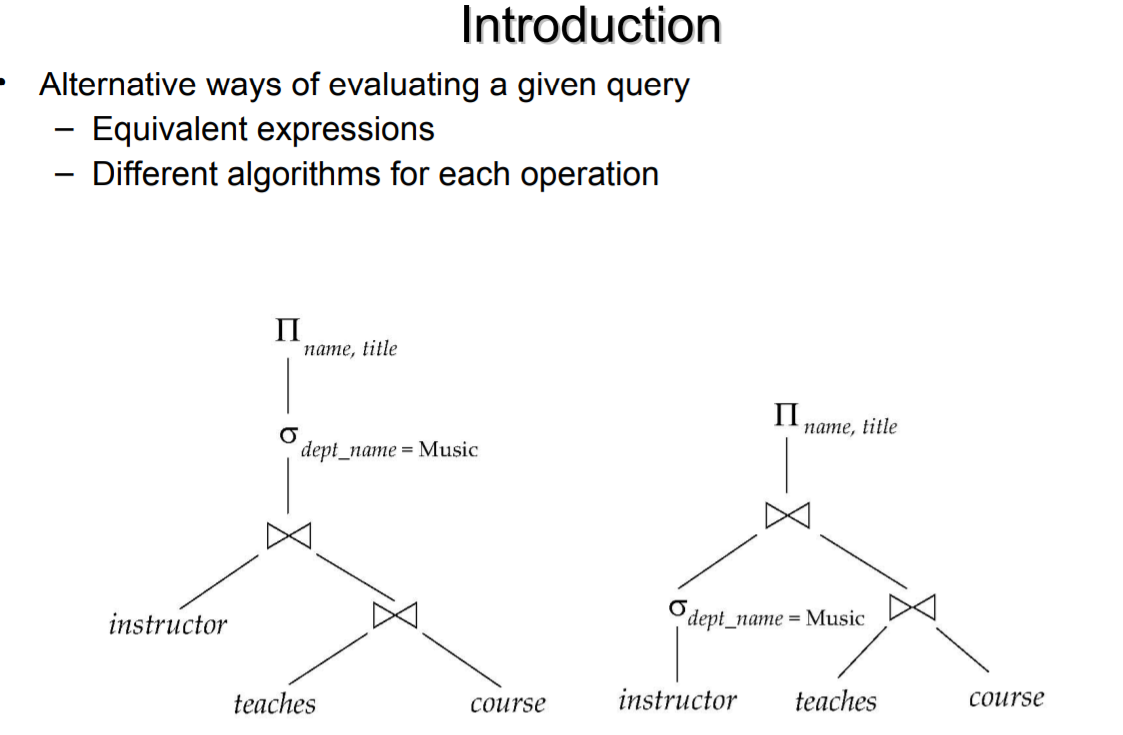 Introduction
• Alternative ways of evaluating a given query
– Equivalent expressions
– Different algorithms for each operation
Π name, title
σ dept_name = Music
⋈
instructor
⋈
teaches
course
Π name, title
⋈
σ dept_name = Music
⋈
instructor
teaches
course